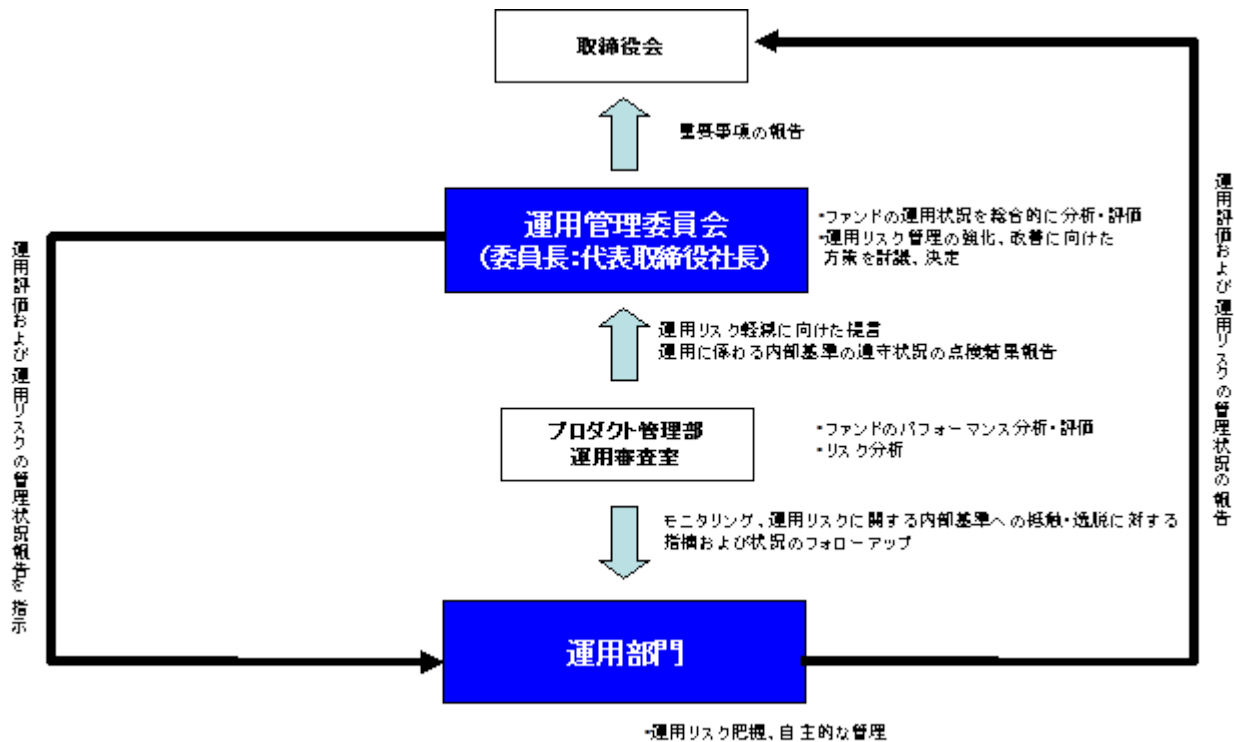 取締役会
重要事項の報告
運用管理委員会
(委員長:代表取締役社長)
・ファンドの運用状況を総合的に分析・評価
・運用リスク管理の強化、改善に向けた
方策を討議、決定
運用リスク軽減に向けた提言
運用に係わる内部基準の遵守状況の点検結果報告
プロダクト管理部
運用審査室
・ファンドのパフォーマンス分析・評価
・リスク分析
モニタリング、運用リスクに関する内部基準への抵触・逸脱に対する
指摘および状況のフォローアップ
運用部門
・運用リスク把握、自主的な管理
運用評価および運用リスクの管理状況報告を指示
運用評価および運用リスクの管理状況の報告